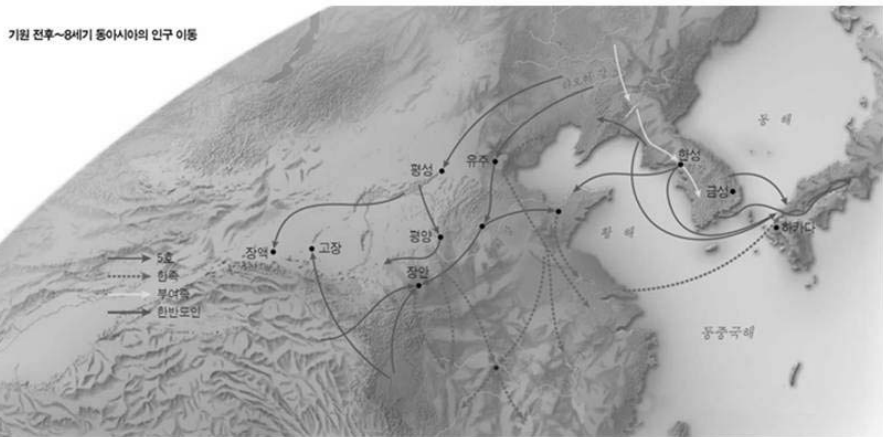 기원 전후~8세기 동아시아의 인구 이동
동 해
한성
유주
평성
금성
하카다
황 해
평양
장액
고장
장안
5호
한족
부여족
한반도인
동중국해